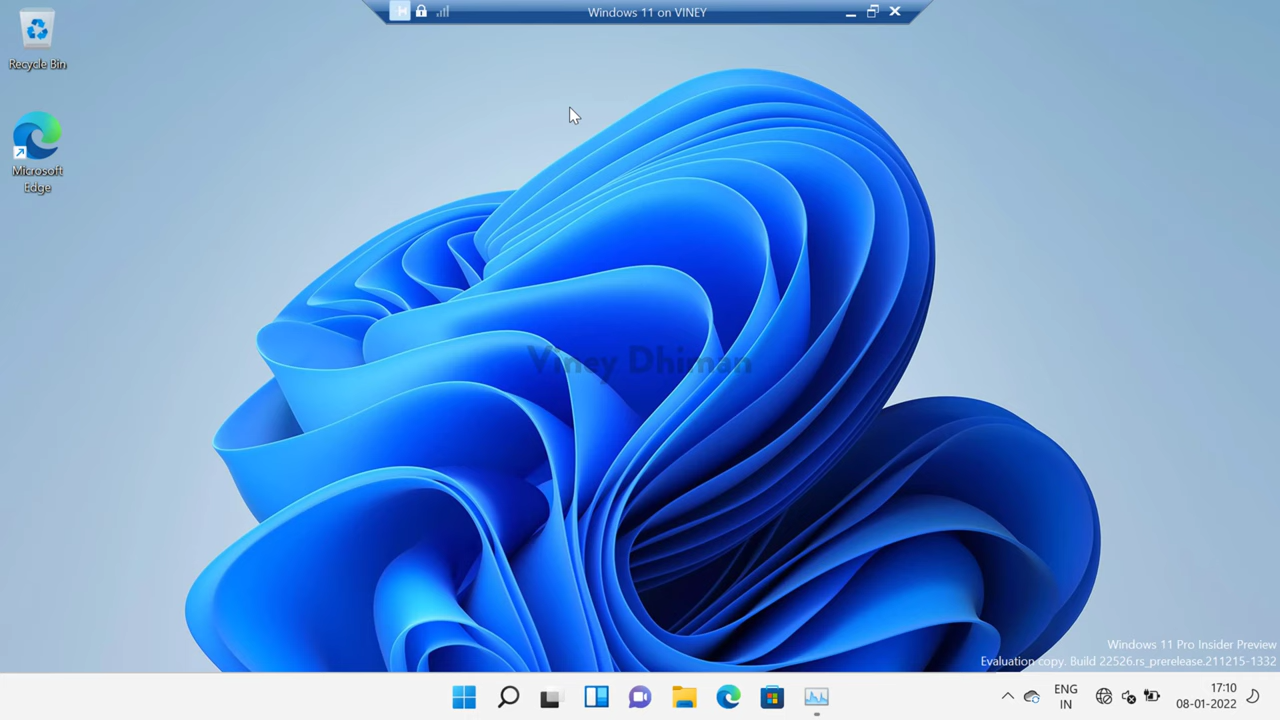 Windows 11 on VINEY
Recycle Bin
Microsoft
Edge
Viney Dhiman
Windows 11 Pro Insider Preview
Evaluation copy. Build 22526.rs_prerelease.211215-1332
ENG
IN
17:10
08-01-2022